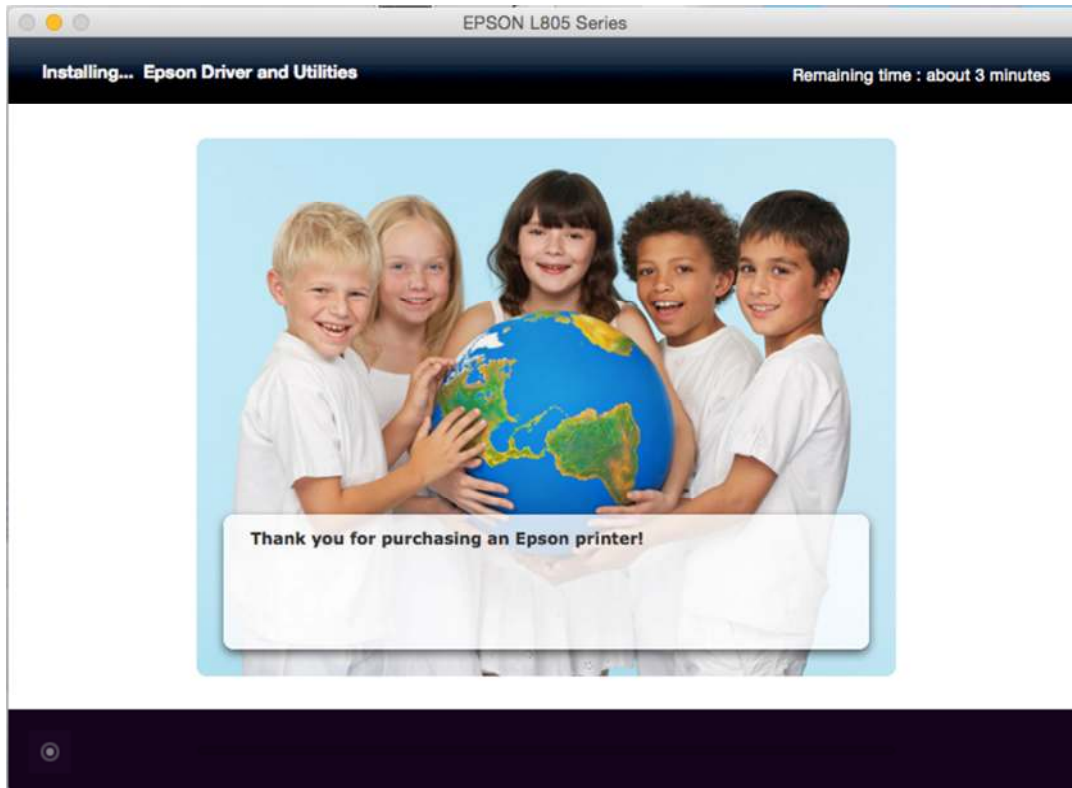 EPSON L805 Series
Installing... Epson Driver and Utilities
Remaining time : about 3 minutes
Thank you for purchasing an Epson printer!